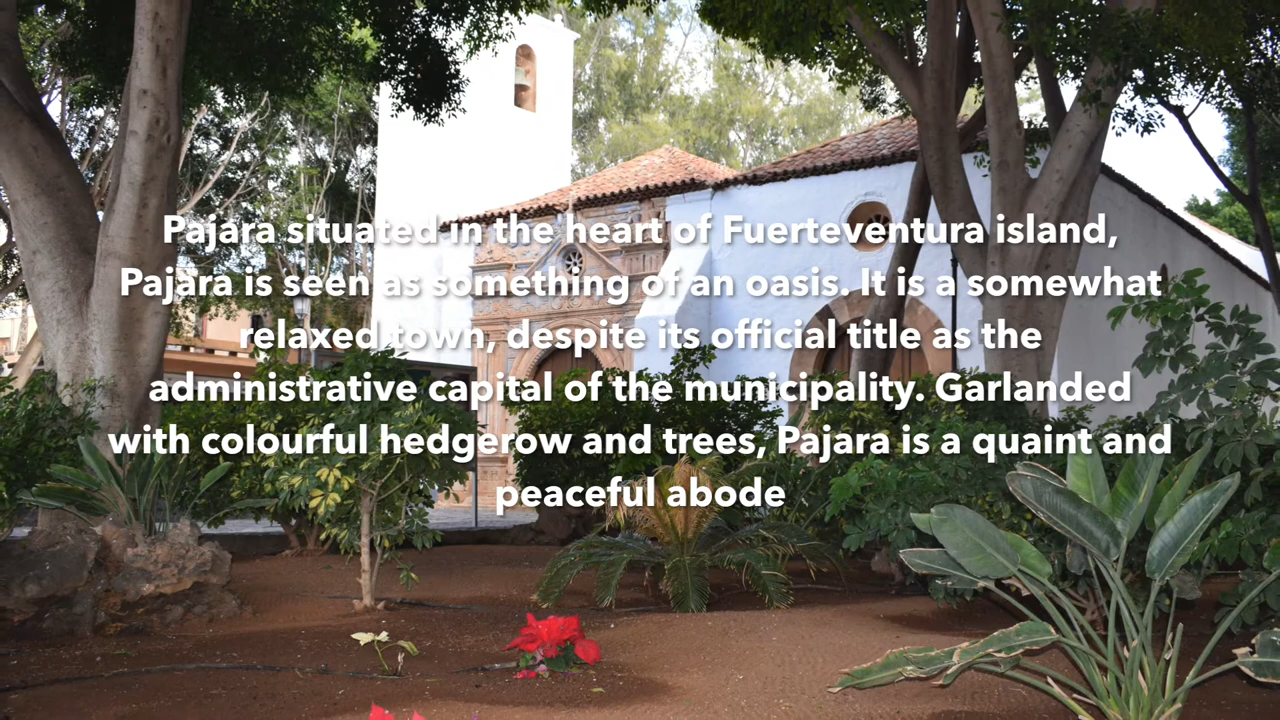 Pajara situated in the heart of Fuerteventura island,
Pajara is seen as something of an oasis. It is a somewhat
relaxed town, despite its official title as the
administrative capital of the municipality. Garlanded
with colourful hedgerow and trees, Pajara is a quaint and
peaceful abode